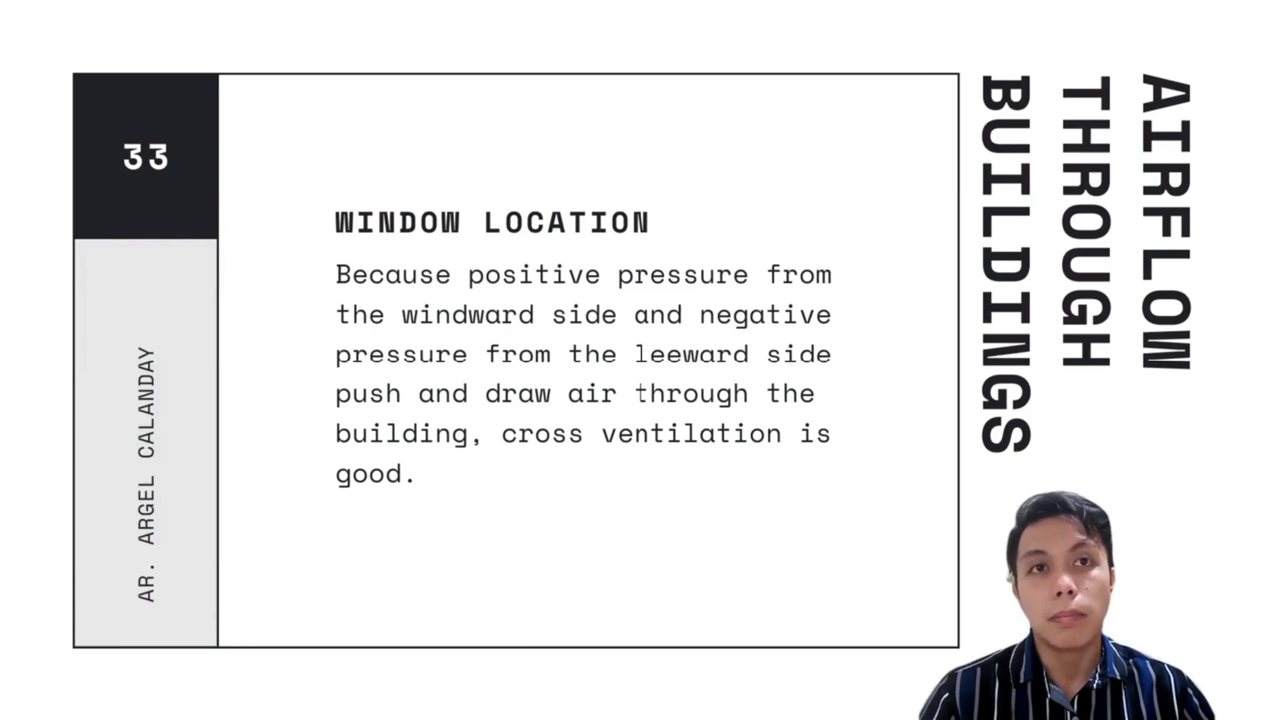 33
AR. ARGEL CALANDAY
WINDOW LOCATION
Because positive pressure from
the windward side and negative
pressure from the leeward side
push and draw air through the
building, cross ventilation is
good.
AIRFLOW
THROUGH
BUILDINGS